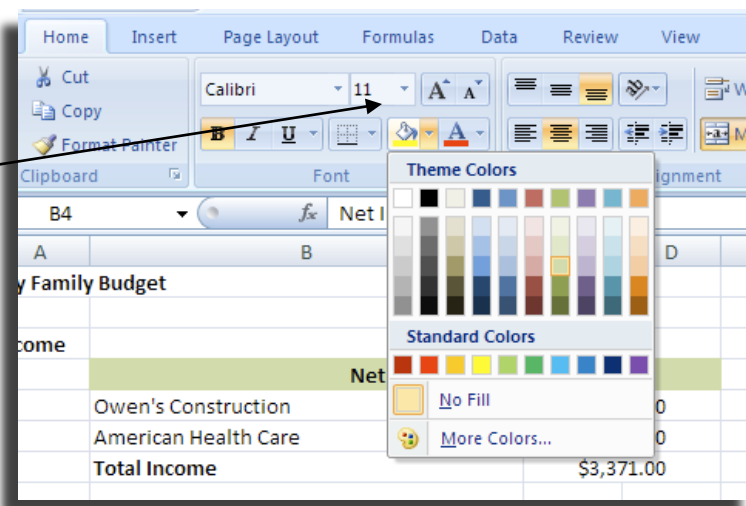 Home Insert Page Layout Formulas Data Review View
Cut
Calibri 11 A A
Copy
B I U A
Format Painter
Clipboard Font ignment
B4 fx Net I
A B D
y Family Budget
Theme Colors
come
Standard Colors
Net
Owen's Construction 0
No Fill
American Health Care 0
More Colors...
Total Income $3,371.00